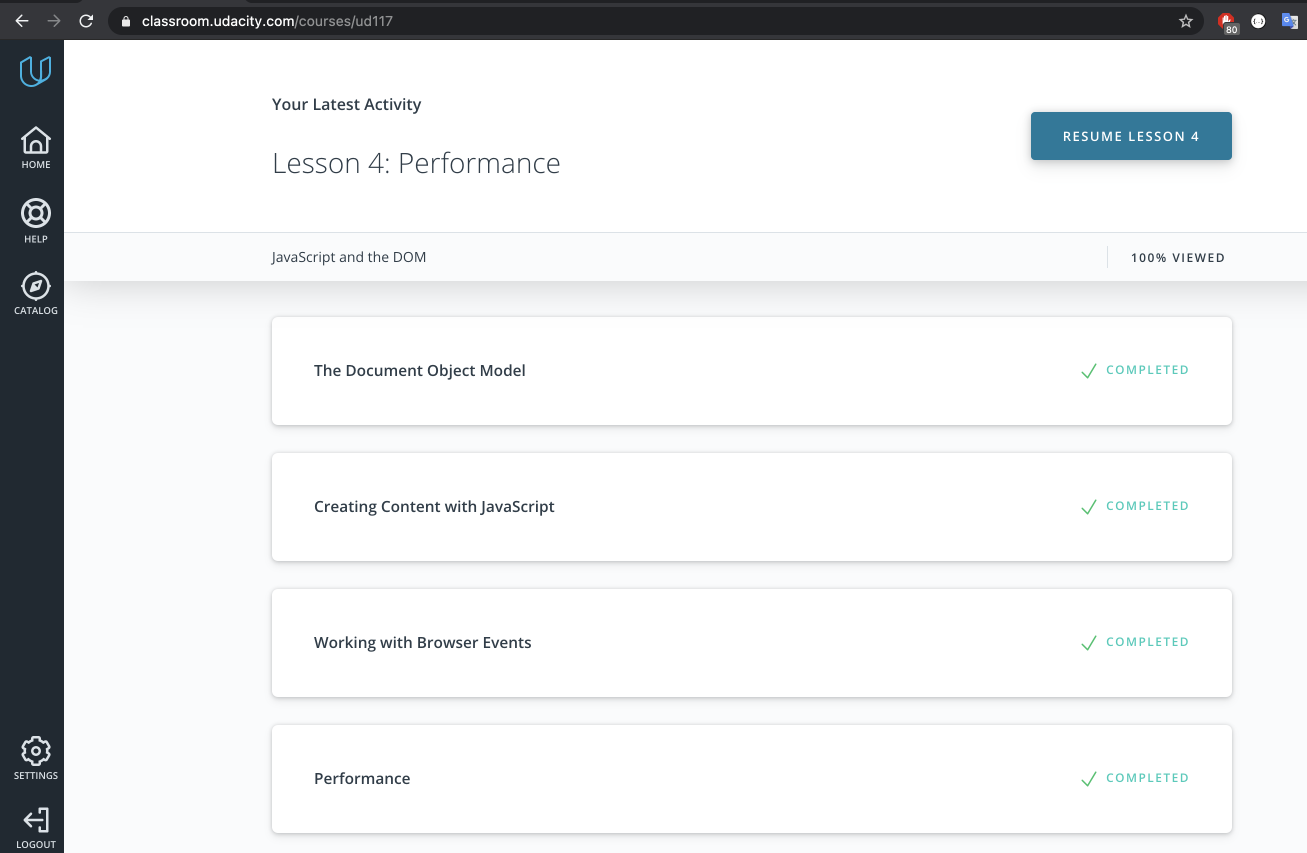 classroom.udacity.com/courses/ud117
80
HOME
HELP
CATALOG
SETTINGS
LOGOUT
Your Latest Activity
Lesson 4: Performance
RESUME LESSON 4
JavaScript and the DOM
100% VIEWED
The Document Object Model
COMPLETED
Creating Content with JavaScript
COMPLETED
Working with Browser Events
COMPLETED
Performance
COMPLETED